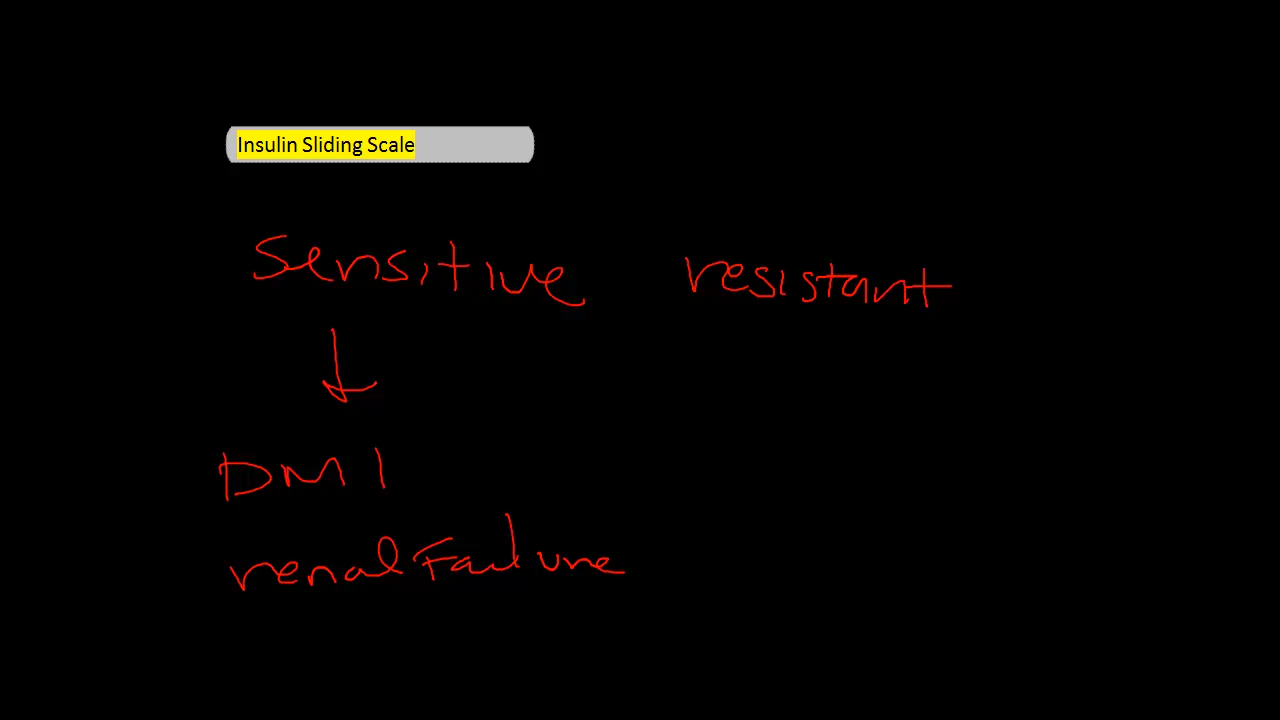 Insulin Sliding Scale
Sensitive resistant
DM1
renal Failure